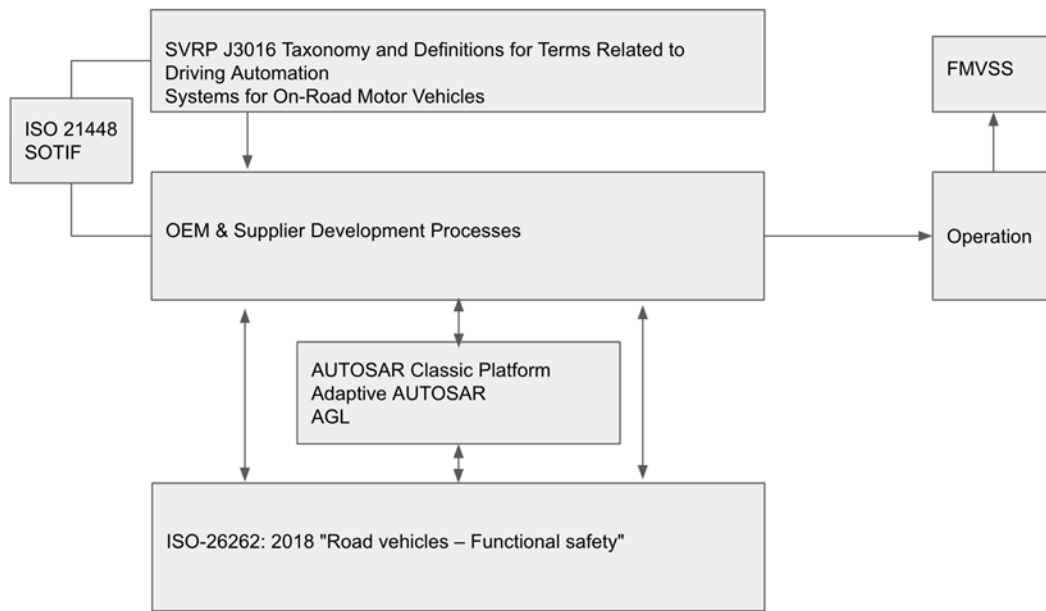 SVRP J3016 Taxonomy and Definitions for Terms Related to
Driving Automation
Systems for On-Road Motor Vehicles
FMVSS
ISO 21448
SOTIF
OEM & Supplier Development Processes
Operation
AUTOSAR Classic Platform
Adaptive AUTOSAR
AGL
ISO-26262: 2018 "Road vehicles – Functional safety"